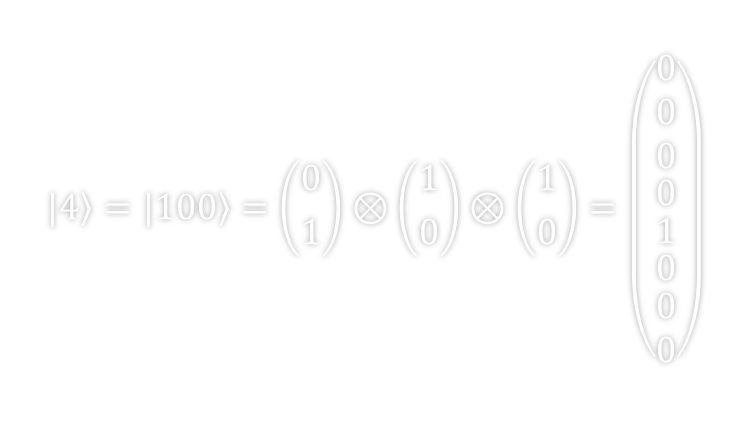 |4⟩ = |100⟩ = (0 1) ⊗ (1 0) ⊗ (1 0) = (0 0 0 0 1 0 0 0)